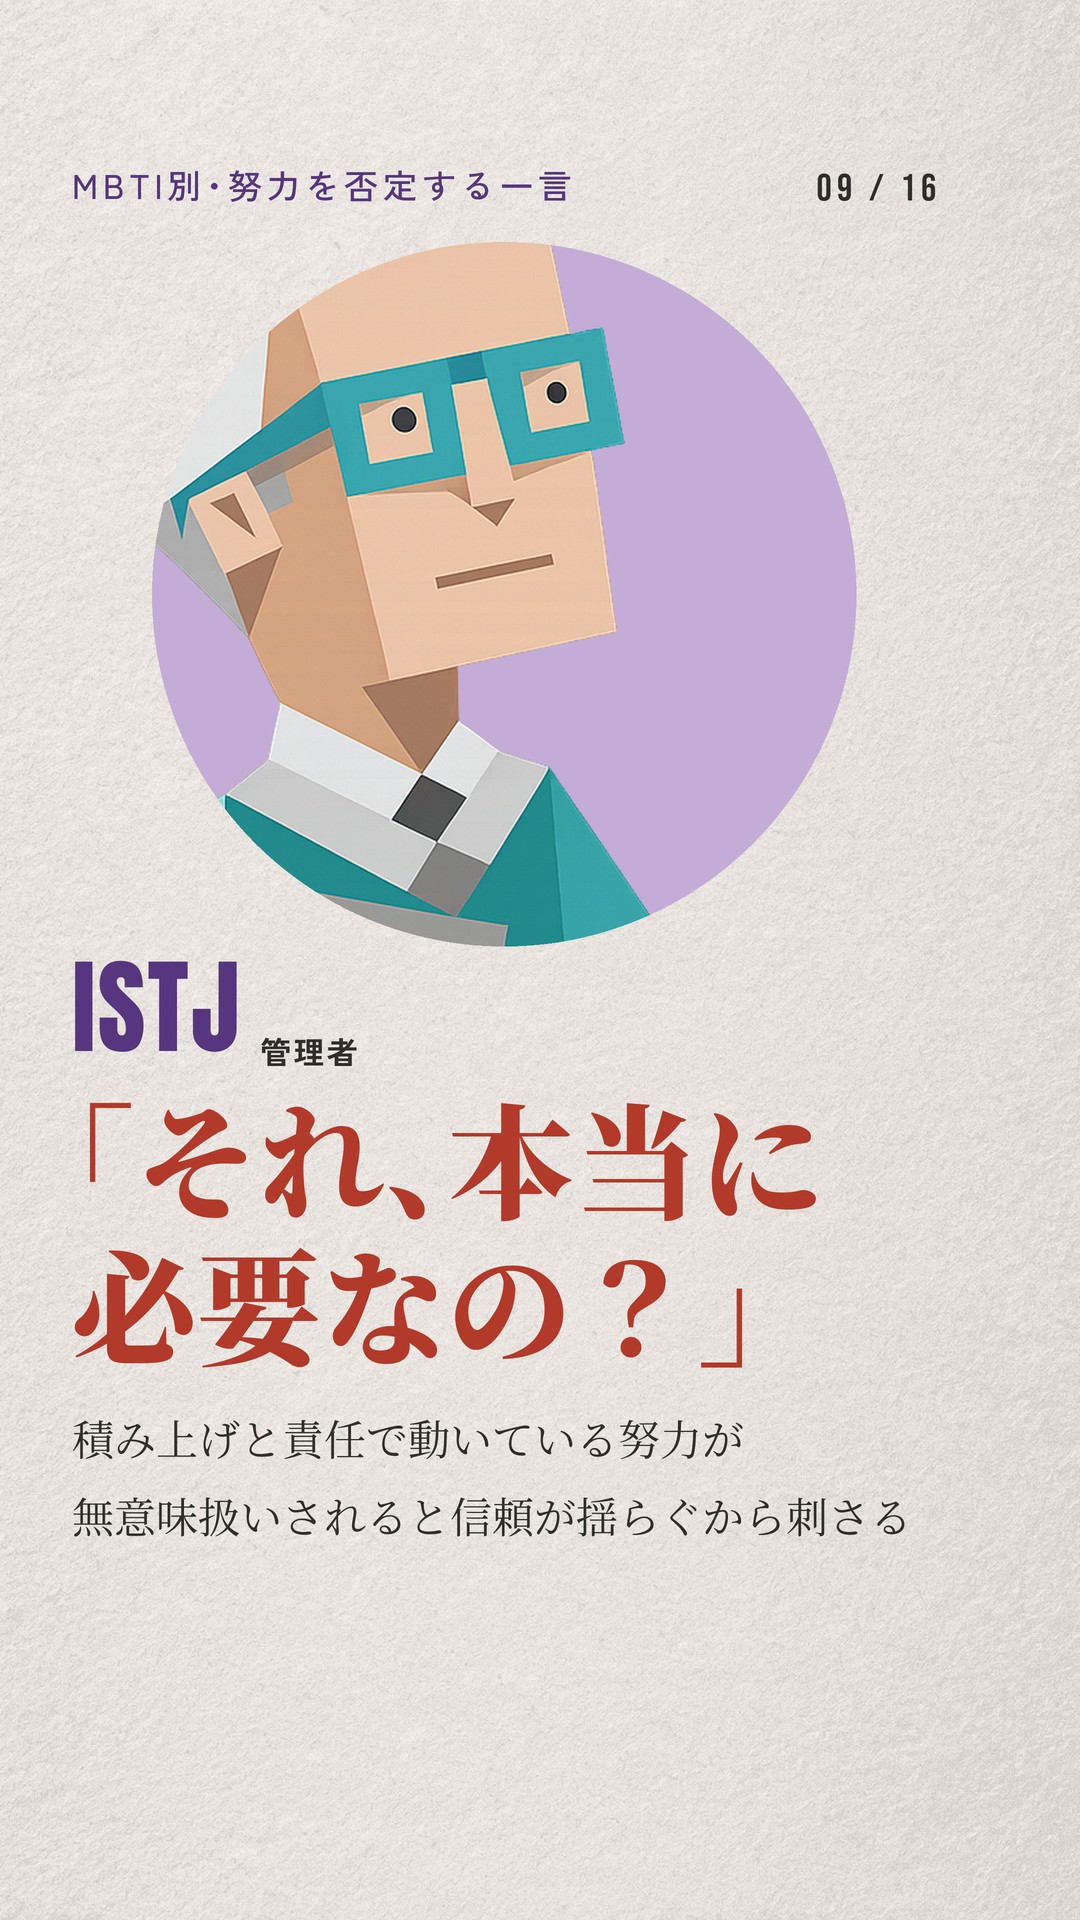 MBTI別・努力を否定する一言
09 / 16
ISTJ
管理者
「それ、本当に
必要なの？」
積み上げと責任で動いている努力が
無意味扱いされると信頼が揺らぐから刺さる